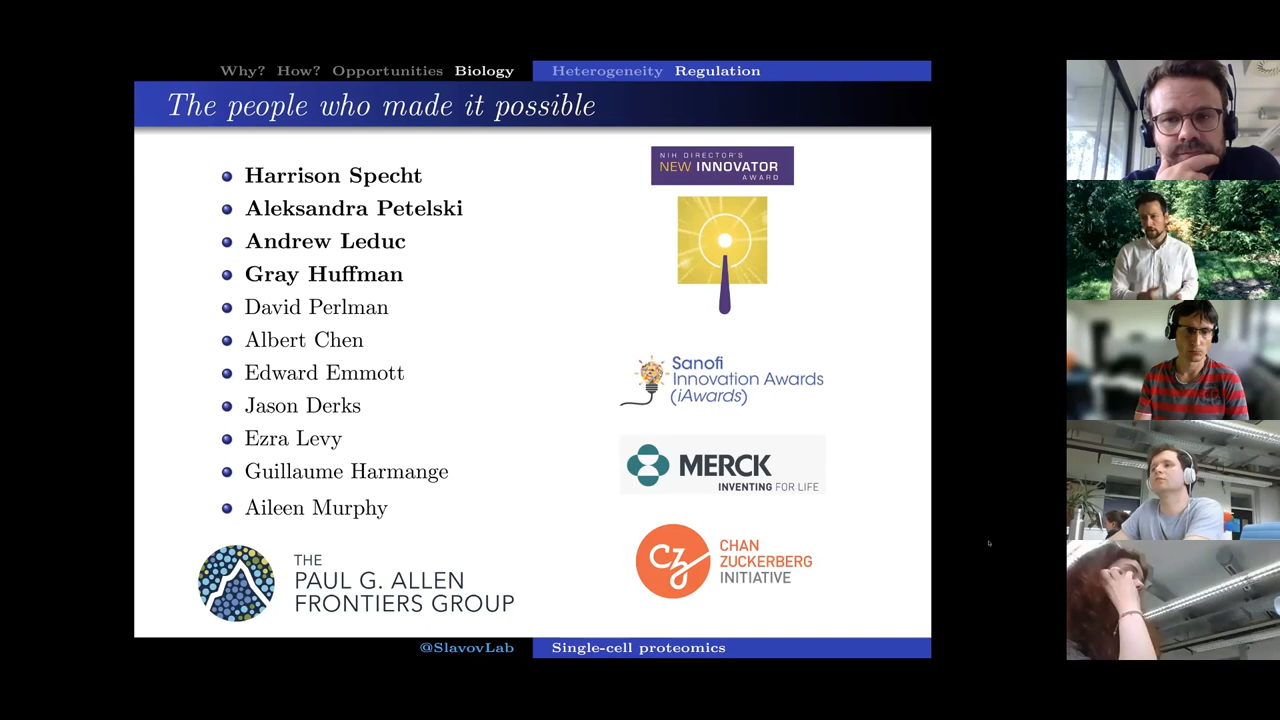 Why? How? Opportunities Biology Heterogeneity Regulation
The people who made it possible
Harrison Specht
Aleksandra Petelski
Andrew Leduc
Gray Huffman
David Perlman
Albert Chen
Edward Emmott
Jason Derks
Ezra Levy
Guillaume Harmange
Aileen Murphy
THE
PAUL G. ALLEN
FRONTIERS GROUP
NIH DIRECTOR'S
NEW INNOVATOR
AWARD
Sanofi
Innovation Awards
(iAwards)
MERCK
INVENTING FOR LIFE
CZ
CHAN
ZUCKERBERG
INITIATIVE
@SlavovLab Single-cell proteomics